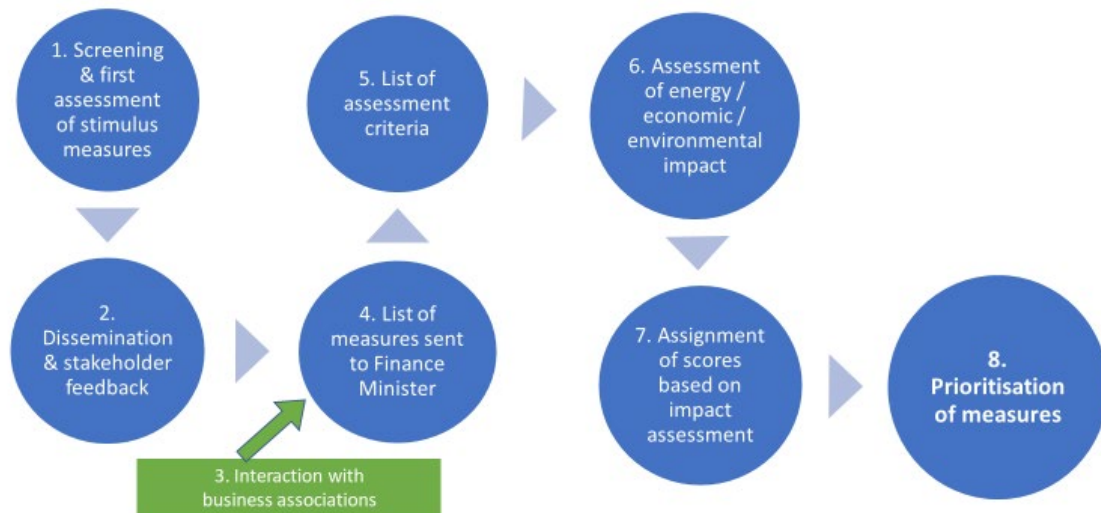 1. Screening
& first
assessment
of stimulus
measures
2.
Dissemination
& stakeholder
feedback
3. Interaction with
business associations
4. List of
measures sent
to Finance
Minister
5. List of
assessment
criteria
6. Assessment
of energy /
economic /
environmental
impact
7. Assignment
of scores
based on
impact
assessment
8.
Prioritisation
of measures